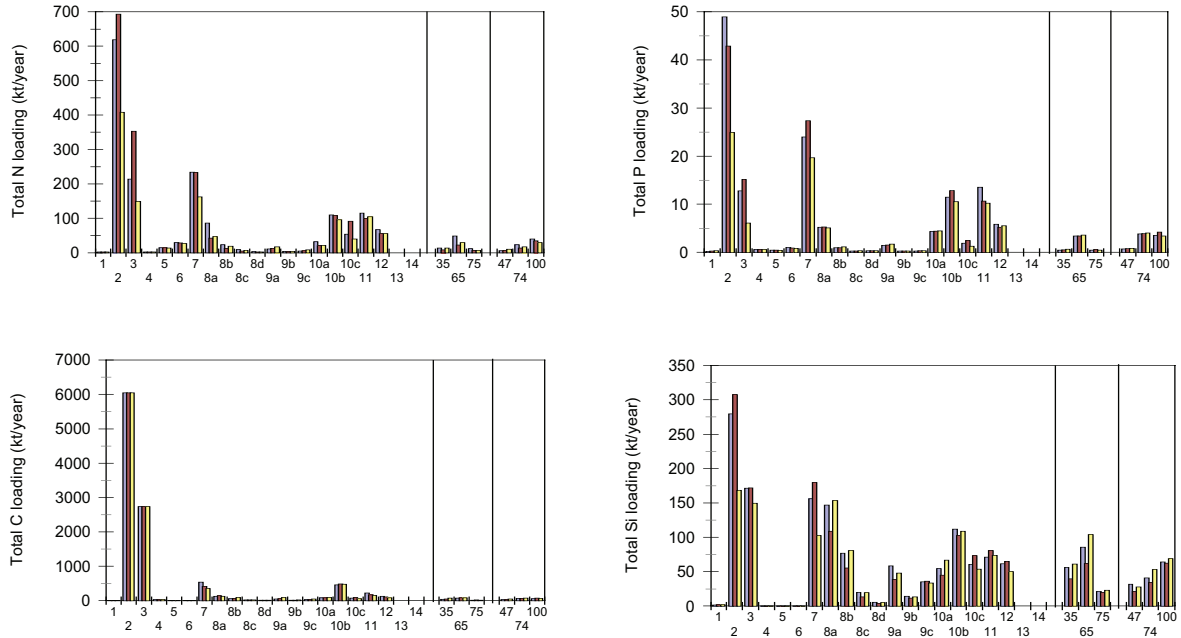 Total N loading (kt/year)
700
600
500
400
300
200
100
0
1 3 5 7 8b 8d 9b 10a 10c 12 14 35 75 47 100
2 4 6 8a 8c 9a 9c 10b 11 13 65 74
Total P loading (kt/year)
50
40
30
20
10
0
1 3 5 7 8b 8d 9b 10a 10c 12 14 35 75 47 100
2 4 6 8a 8c 9a 9c 10b 11 13 65 74
Total C loading (kt/year)
7000
6000
5000
4000
3000
2000
1000
0
1 3 5 7 8b 8d 9b 10a 10c 12 14 35 75 47 100
2 4 6 8a 8c 9a 9c 10b 11 13 65 74
Total Si loading (kt/year)
350
300
250
200
150
100
50
0
1 3 5 7 8b 8d 9b 10a 10c 12 14 35 75 47 100
2 4 6 8a 8c 9a 9c 10b 11 13 65 74